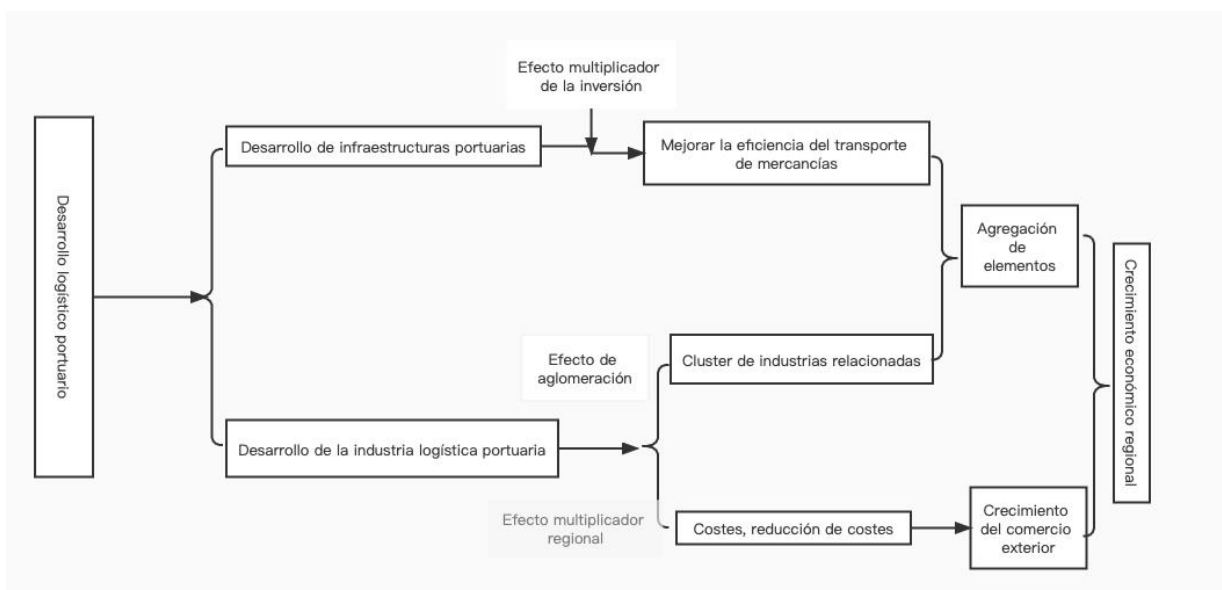 Desarrollo logístico portuario
Efecto multiplicador
de la inversión
Desarrollo de infraestructuras portuarias
Mejorar la eficiencia del transporte
de mercancías
Agregación
de
elementos
Efecto de
aglomeración
Cluster de industrias relacionadas
Desarrollo de la industria logística portuaria
Efecto multiplicador
regional
Costes, reducción de costes
Crecimiento
del comercio
exterior
Crecimiento económico regional